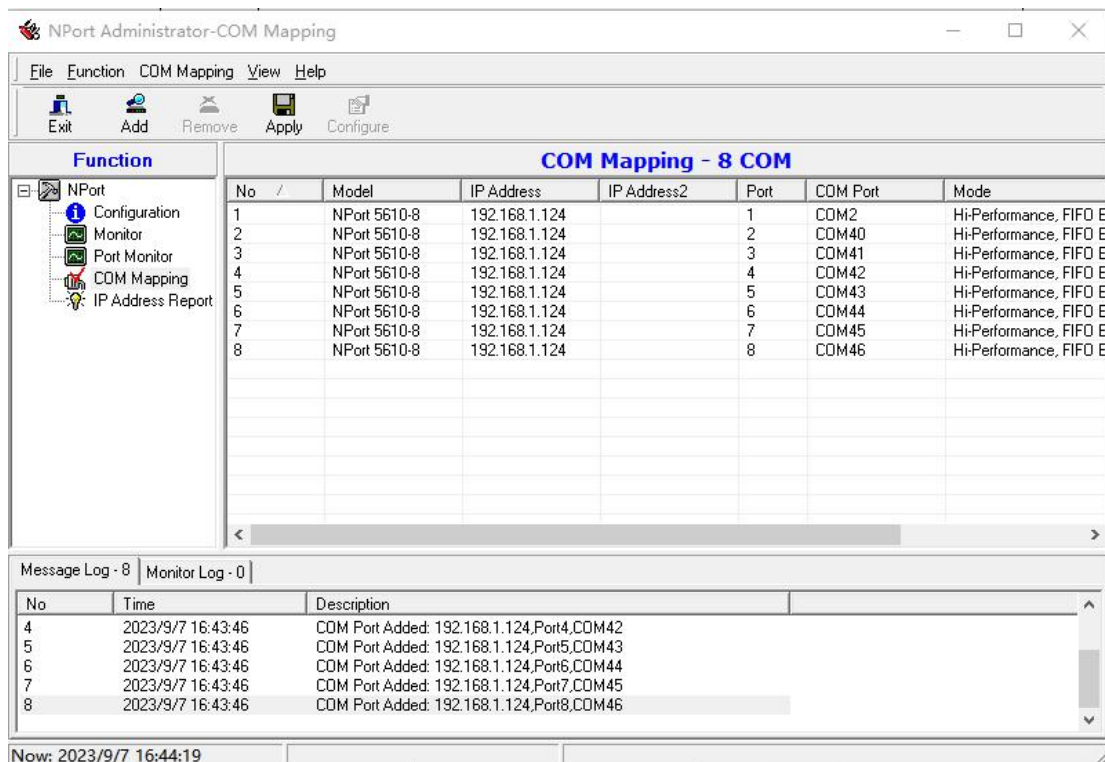 NPort Administrator-COM Mapping
File Function COM Mapping View Help
Exit Add Remove Apply Configure
Function
COM Mapping - 8 COM
NPort
Configuration
Monitor
Port Monitor
COM Mapping
IP Address Report
No Model IP Address IP Address2 Port COM Port Mode
1 NPort 5610-8 192.168.1.124 1 COM2 Hi-Performance, FIFO E
2 NPort 5610-8 192.168.1.124 2 COM40 Hi-Performance, FIFO E
3 NPort 5610-8 192.168.1.124 3 COM41 Hi-Performance, FIFO E
4 NPort 5610-8 192.168.1.124 4 COM42 Hi-Performance, FIFO E
5 NPort 5610-8 192.168.1.124 5 COM43 Hi-Performance, FIFO E
6 NPort 5610-8 192.168.1.124 6 COM44 Hi-Performance, FIFO E
7 NPort 5610-8 192.168.1.124 7 COM45 Hi-Performance, FIFO E
8 NPort 5610-8 192.168.1.124 8 COM46 Hi-Performance, FIFO E
Message Log - 8 Monitor Log - 0
No Time Description
4 2023/9/7 16:43:46 COM Port Added: 192.168.1.124,Port4,COM42
5 2023/9/7 16:43:46 COM Port Added: 192.168.1.124,Port5,COM43
6 2023/9/7 16:43:46 COM Port Added: 192.168.1.124,Port6,COM44
7 2023/9/7 16:43:46 COM Port Added: 192.168.1.124,Port7,COM45
8 2023/9/7 16:43:46 COM Port Added: 192.168.1.124,Port8,COM46
Now: 2023/9/7 16:44:19